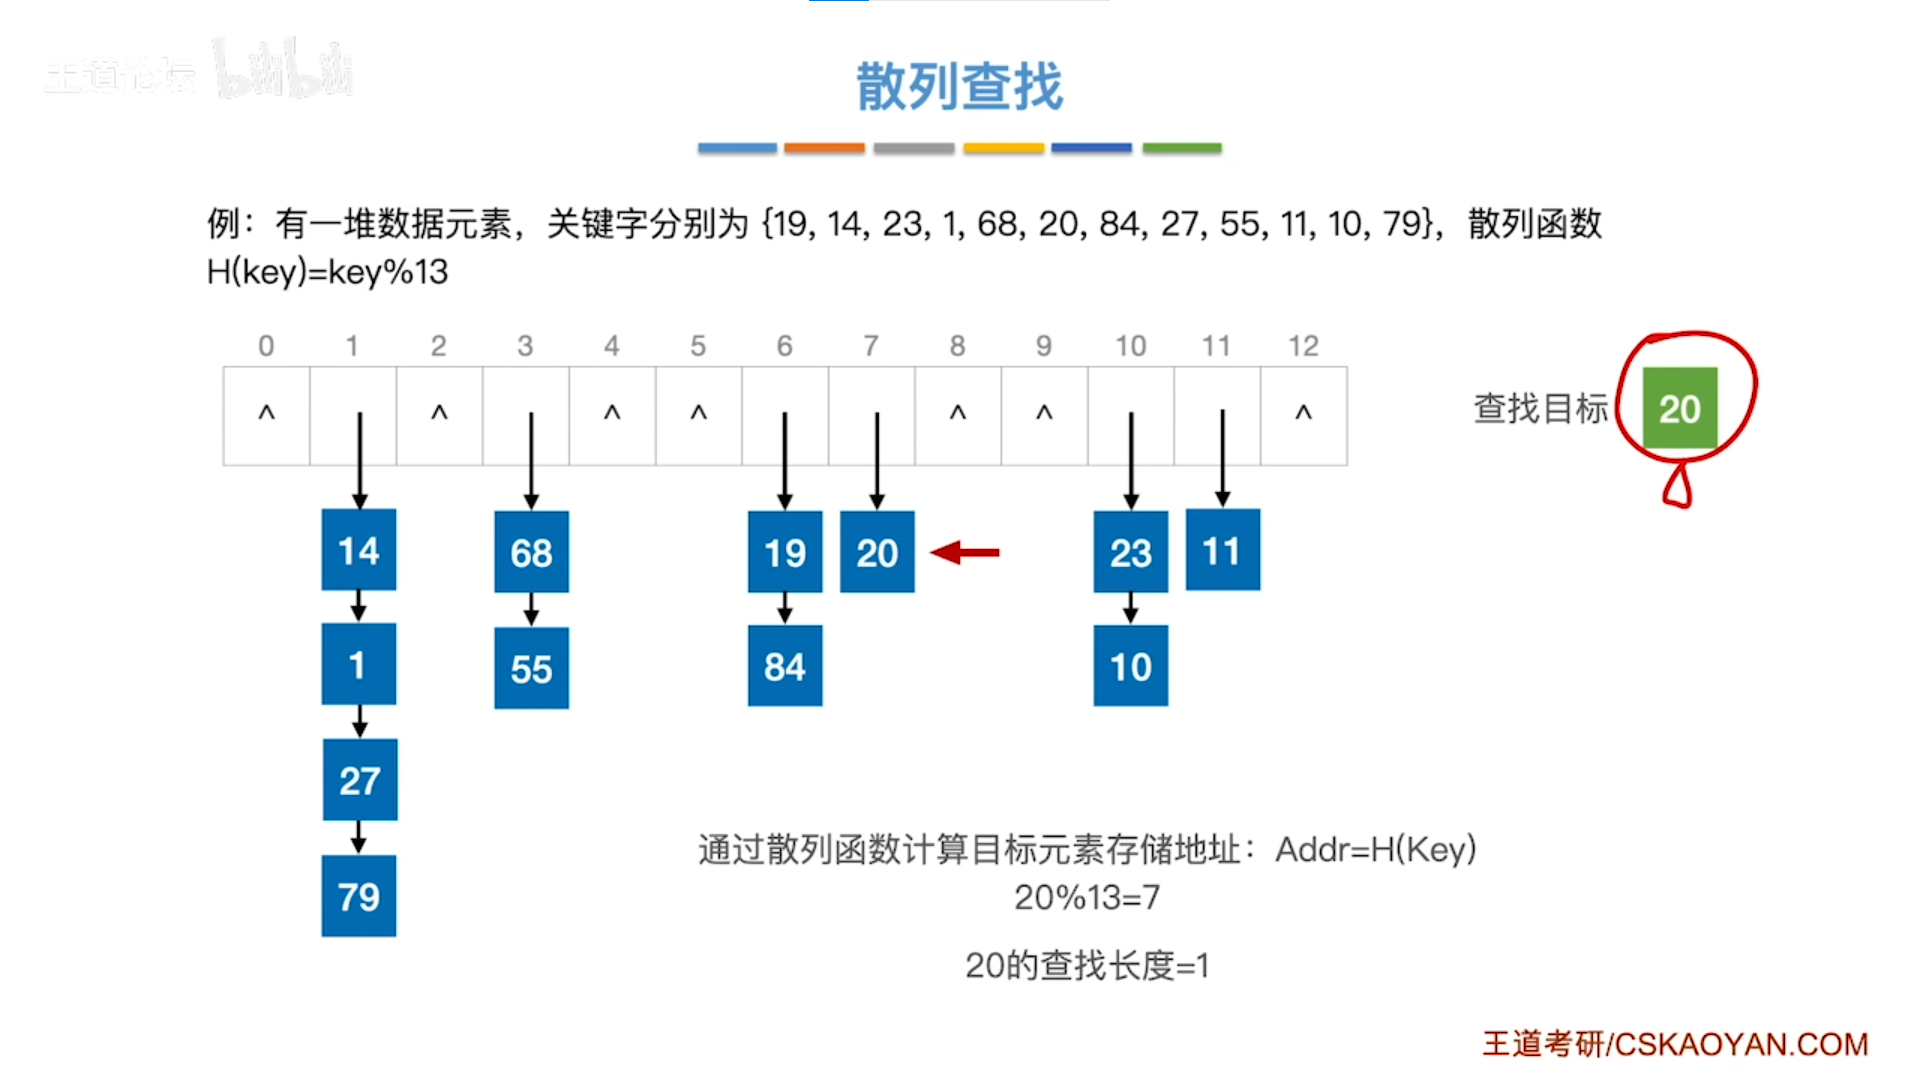 王道论坛 bilibili
散列查找
例：有一堆数据元素，关键字分别为 {19, 14, 23, 1, 68, 20, 84, 27, 55, 11, 10, 79}，散列函数
H(key)=key%13
0 1 2 3 4 5 6 7 8 9 10 11 12
^ ^ ^ ^ ^ ^ ^
查找目标 20
14 68 19 20 23 11
1 55 84 10
27
79
通过散列函数计算目标元素存储地址：Addr=H(Key)
20%13=7
20的查找长度=1
王道考研/CSKAOYAN.COM